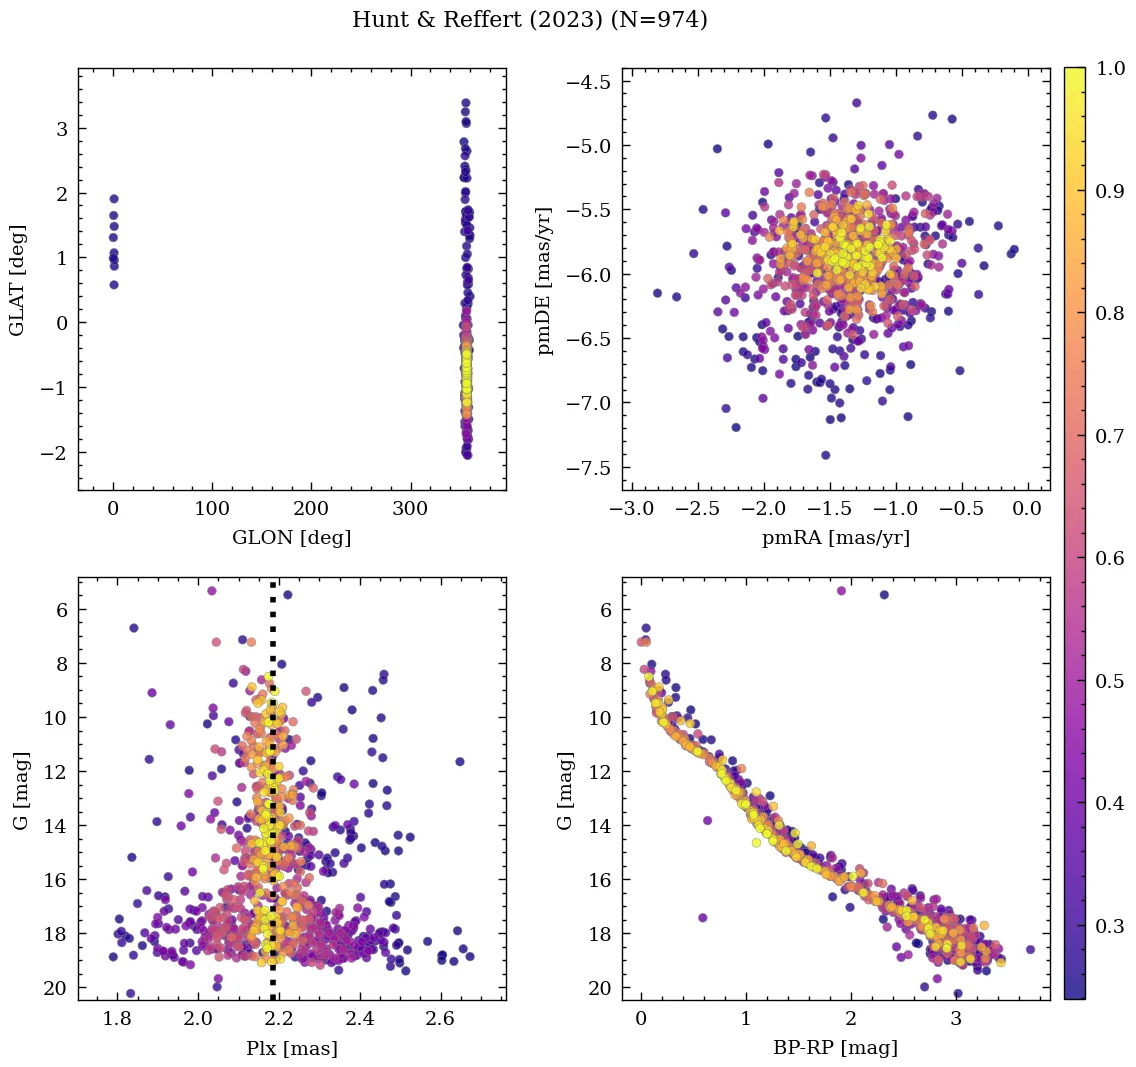 Hunt & Reffert (2023) (N=974)
3
2
1
0
−1
−2
GLAT [deg]
0 100 200 300
GLON [deg]
−4.5
−5.0
−5.5
−6.0
−6.5
−7.0
−7.5
pmDE [mas/yr]
−3.0 −2.5 −2.0 −1.5 −1.0 −0.5 0.0
pmRA [mas/yr]
1.0
0.9
0.8
0.7
0.6
0.5
0.4
0.3
6
8
10
12
14
16
18
20
G [mag]
1.8 2.0 2.2 2.4 2.6
Plx [mas]
6
8
10
12
14
16
18
20
G [mag]
0 1 2 3
BP-RP [mag]